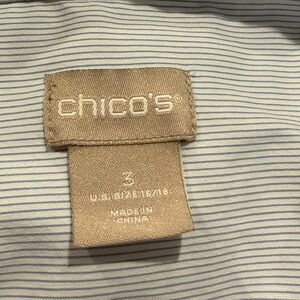 chico's®
3
U.S. SIZE 16/18
MADE IN
CHINA